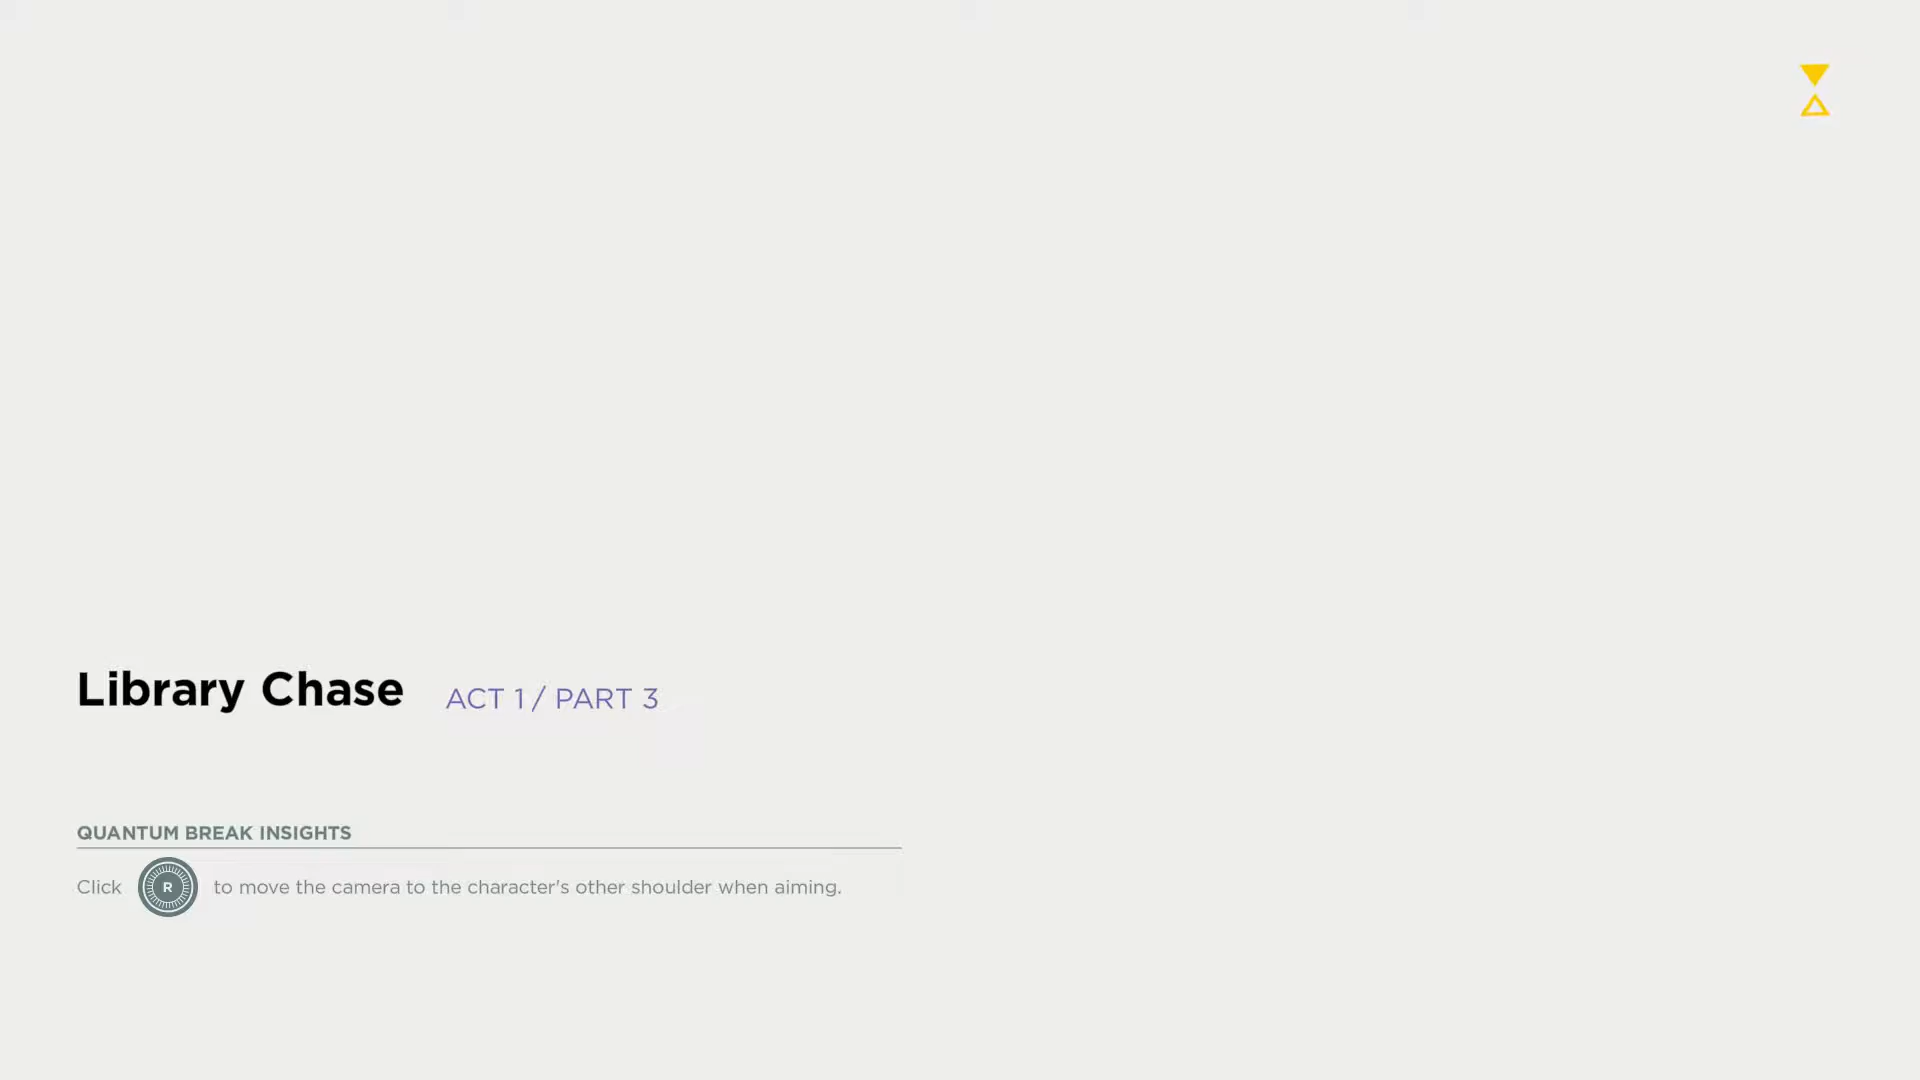 Library Chase ACT 1 / PART 3
QUANTUM BREAK INSIGHTS
Click R to move the camera to the character's other shoulder when aiming.